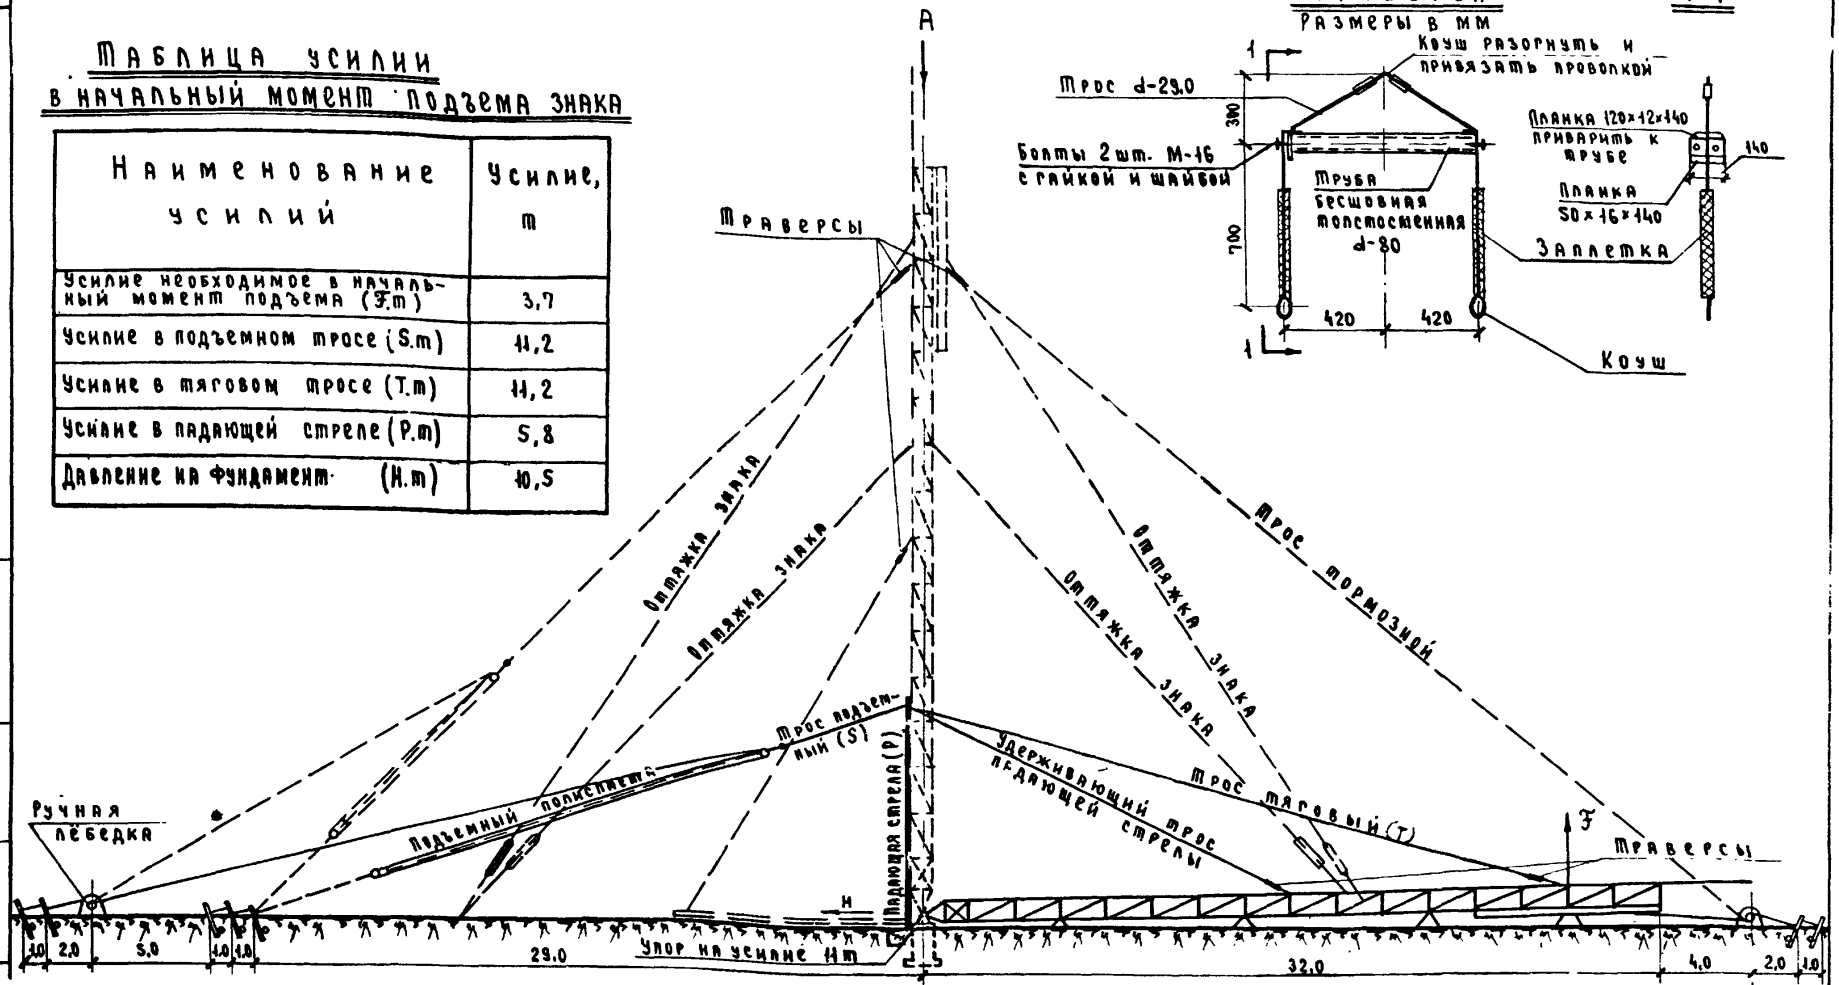 А
ТАБЛИЦА УСИЛИИ
В НАЧАЛЬНЫЙ МОМЕНТ ПОДЪЕМА ЗНАКА
НАИМЕНОВАНИЕ
УСИЛИЙ
УСИЛИЕ,
Т
УСИЛИЕ НЕОБХОДИМОЕ В НАЧАЛЬ-
НЫЙ МОМЕНТ ПОДЪЕМА (F.т)
3,7
УСИЛИЕ В ПОДЪЕМНОМ ТРОСЕ (S.т)
11,2
УСИЛИЕ В ТЯГОВОМ ТРОСЕ (Т.т)
11,2
УСИЛИЕ В ПАДАЮЩЕЙ СТРЕЛЕ (Р.т)
5,8
ДАВЛЕНИЕ НА ФУНДАМЕНТ (Н.т)
10,5
РАЗМЕРЫ В ММ
1
КОУШ РАЗОГНУТЬ И
ПРИВЯЗАТЬ ПРОВОЛКОЙ
ТРОС d-29.0
300
БОЛТЫ 2 ШТ. М-16
С ГАЙКОЙ И ШАЙБОЙ
ТРУБА
БЕСШОВНАЯ
ТОЛСТОСТЕННАЯ
d-80
700
420
420
1
ПЛАНКА 120×12×140
ПРИВАРИТЬ К
ТРУБЕ
140
ПЛАНКА
50×16×140
ЗАПЛЕТКА
КОУШ
ТРАВЕРСЫ
ОТТЯЖКА ЗНАКА
ОТТЯЖКА ЗНАКА
ОТТЯЖКА ЗНАКА
ОТТЯЖКА ЗНАКА
ТРОС ТОРМОЗНОЙ
ТРОС ПОДЪЕМ-
НЫЙ (S)
ПОДЪЕМНЫЙ ПОЛИСПАСТ
ПАДАЮЩАЯ СТРЕЛА (Р)
УДЕРЖИВАЮЩИЙ ТРОС
ПАДАЮЩЕЙ СТРЕЛЫ
ТРОС ТЯГОВЫЙ (Т)
F
ТРАВЕРСЫ
РУЧНАЯ
ЛЕБЕДКА
Н
УПОР НА УСИЛИЕ 11Т
1.0
2,0
5,0
1.0
1.0
29.0
32,0
4,0
2,0
1.0